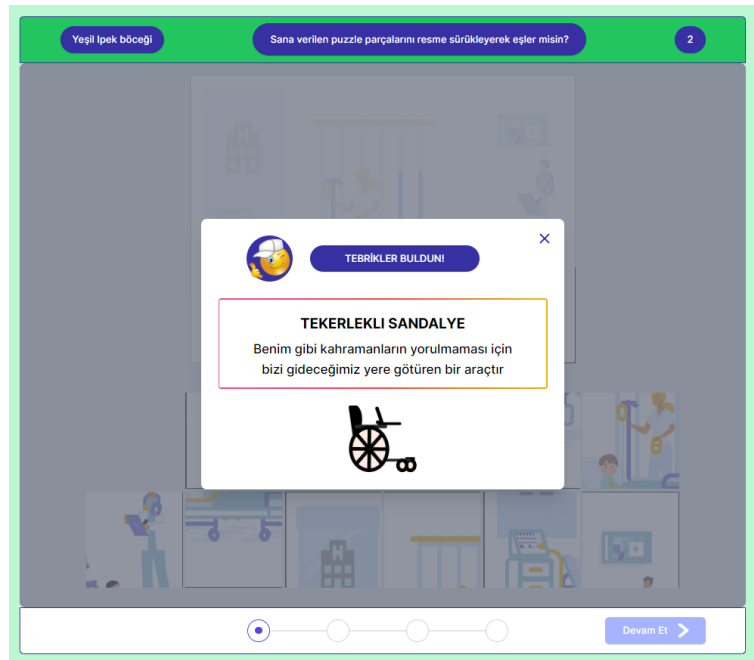 Yeşil Ipek böceği
Sana verilen puzzle parçalarını resme sürükleyerek eşler misin?
2
TEBRİKLER BULDUN!
TEKERLEKLI SANDALYE
Benim gibi kahramanların yorulmaması için
bizi gideceğimiz yere götüren bir araçtır
Devam Et